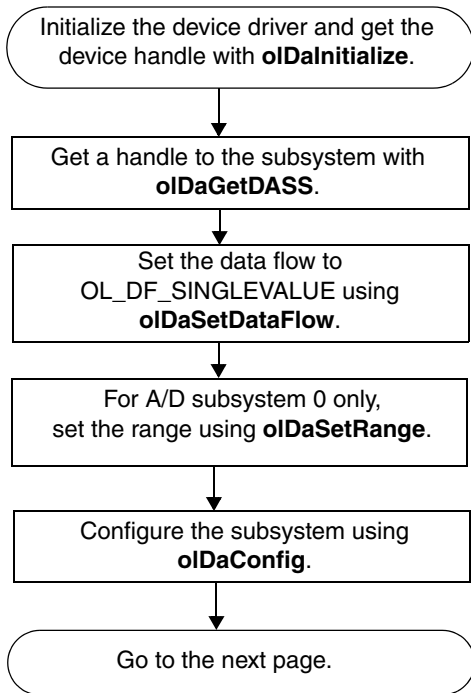 Initialize the device driver and get the
device handle with olDaInitialize.
Get a handle to the subsystem with
olDaGetDASS.
Set the data flow to
OL_DF_SINGLEVALUE using
olDaSetDataFlow.
For A/D subsystem 0 only,
set the range using olDaSetRange.
Configure the subsystem using
olDaConfig.
Go to the next page.